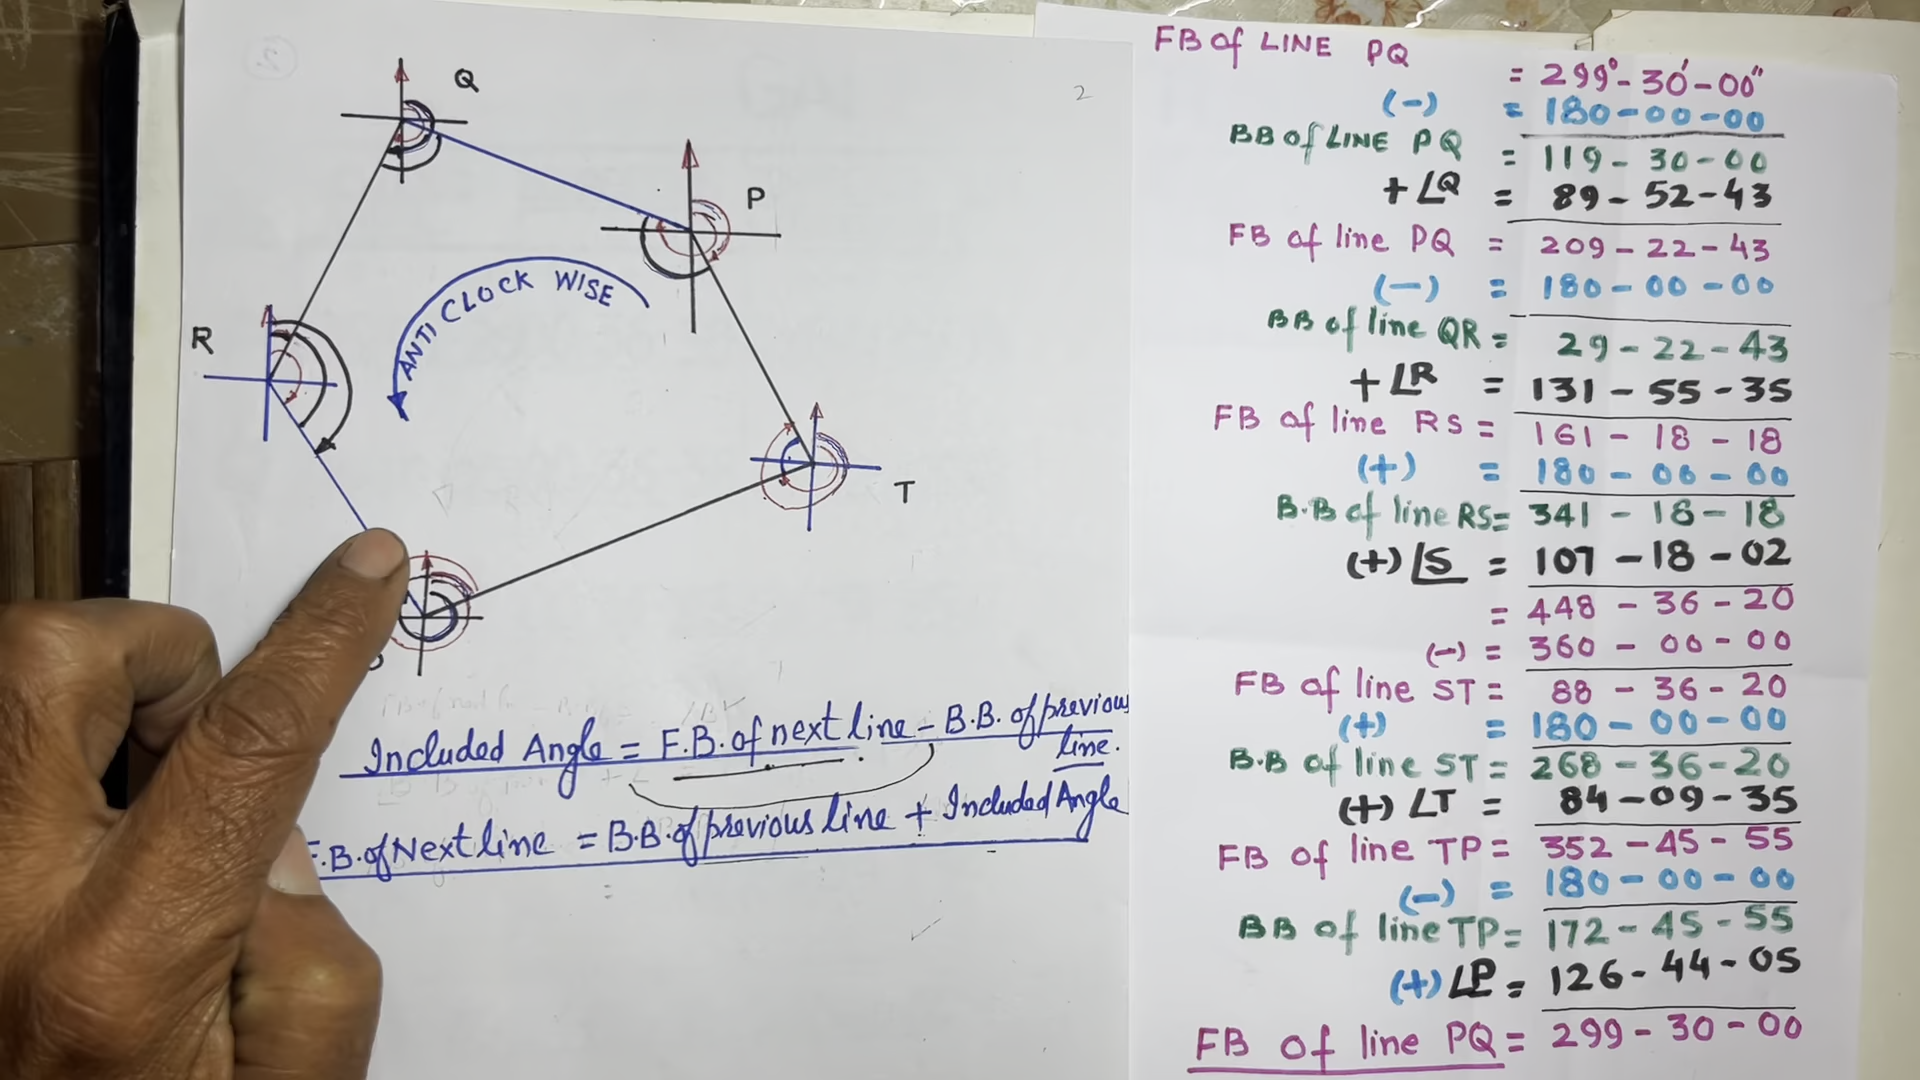 2
Q
P
R
T
ANTI CLOCK WISE
Included Angle = F.B. of next line - B.B. of previous
line.
F.B. of Next line = B.B. of previous line + Included Angle
FB of LINE PQ = 299°-30'-00"
(-) = 180-00-00
BB of LINE PQ = 119-30-00
+∠Q = 89-52-43
FB of line PQ = 209-22-43
(-) = 180-00-00
BB of line QR = 29-22-43
+∠R = 131-55-35
FB of line RS = 161-18-18
(+) = 180-00-00
B.B of line RS = 341-18-18
(+)∠S = 107-18-02
= 448-36-20
(-) = 360-00-00
FB of line ST = 88-36-20
(+) = 180-00-00
B.B of line ST = 268-36-20
(+)∠T = 84-09-35
FB of line TP = 352-45-55
(-) = 180-00-00
BB of line TP = 172-45-55
(+)∠P = 126-44-05
FB of line PQ = 299-30-00